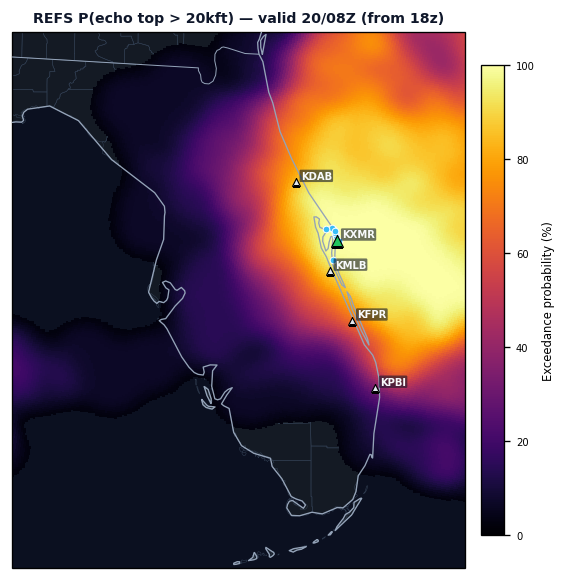 REFS P(echo top > 20kft) — valid 20/08Z (from 18z)
KDAB
KXMR
KMLB
KFPR
KPBI
100
80
60
40
20
0
Exceedance probability (%)